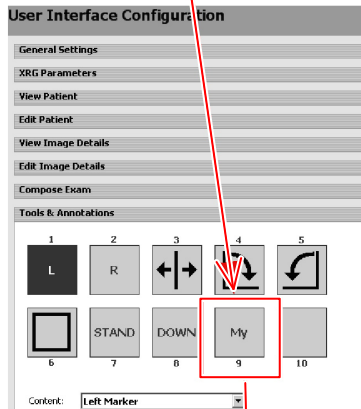 User Interface Configuration
General Settings
XRG Parameters
View Patient
Edit Patient
View Image Details
Edit Image Details
Compose Exam
Tools & Annotations
1 2 3 4 5
L R
STAND DOWN My
6 7 8 9 10
Content: Left Marker